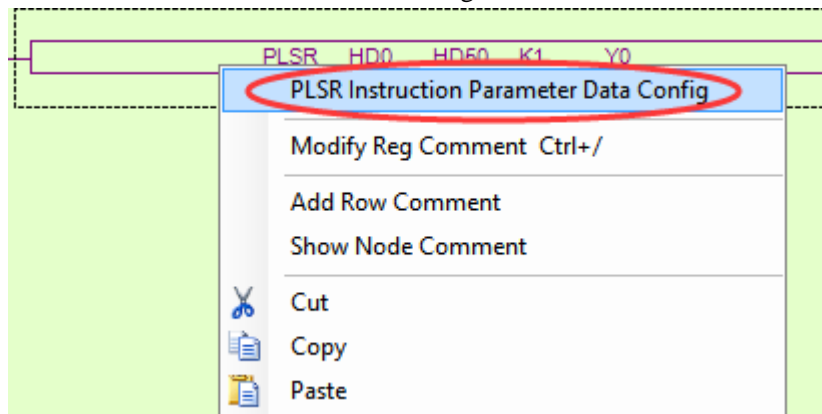 PLSR HD0 HD50 K1 Y0
PLSR Instruction Parameter Data Config
Modify Reg Comment Ctrl+/
Add Row Comment
Show Node Comment
Cut
Copy
Paste